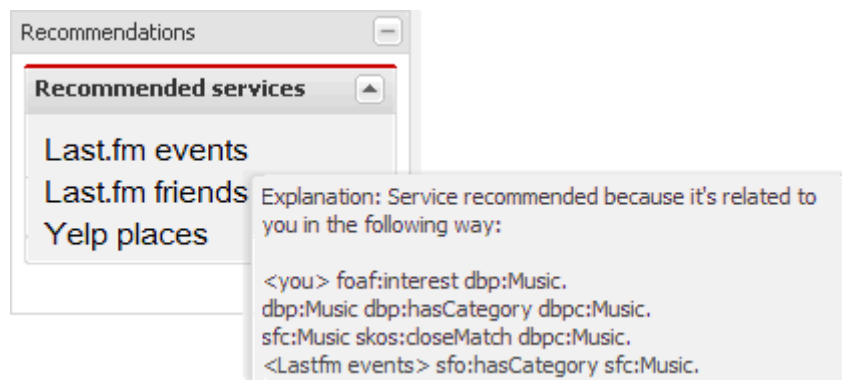 Recommendations
Recommended services
Last.fm events
Last.fm friends
Yelp places
Explanation: Service recommended because it's related to
you in the following way:
<you> foaf:interest dbp:Music.
dbp:Music dbp:hasCategory dbpc:Music.
sfc:Music skos:closeMatch dbpc:Music.
<Lastfm events> sfo:hasCategory sfc:Music.